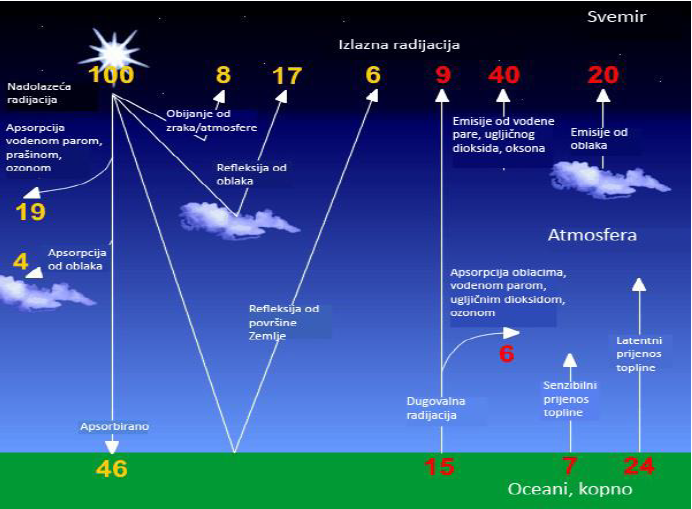 Svemir
Izlazna radijacija
100
8
17
6
9
40
20
Nadolazeća
radijacija
Obijanje od
zraka/atmosfere
Emisije od vodene
pare, ugljičnog
dioksida, oksona
Emisije od
oblaka
Apsorpcija
vodenom parom,
prašinom,
ozonom
Refleksija od
oblaka
19
Atmosfera
4
Apsorpcija
od oblaka
Apsorpcija oblacima,
vodenom parom,
ugljičnim dioksidom,
ozonom
Refleksija od
površine
Zemlje
6
Latentni
prijenos
topline
Senzibilni
prijenos
topline
Dugovalna
radijacija
Apsorbirano
46
15
7
24
Oceani, kopno